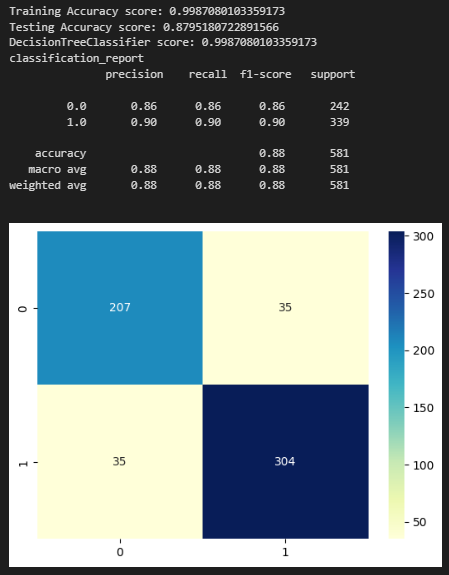 Training Accuracy score: 0.9987080103359173
Testing Accuracy score: 0.8795180722891566
DecisionTreeClassifier score: 0.9987080103359173
classification_report
precision recall f1-score support
0.0 0.86 0.86 0.86 242
1.0 0.90 0.90 0.90 339
accuracy 0.88 581
macro avg 0.88 0.88 0.88 581
weighted avg 0.88 0.88 0.88 581
300
250
0 207 35
200
150
1 35 304
100
50
0 1